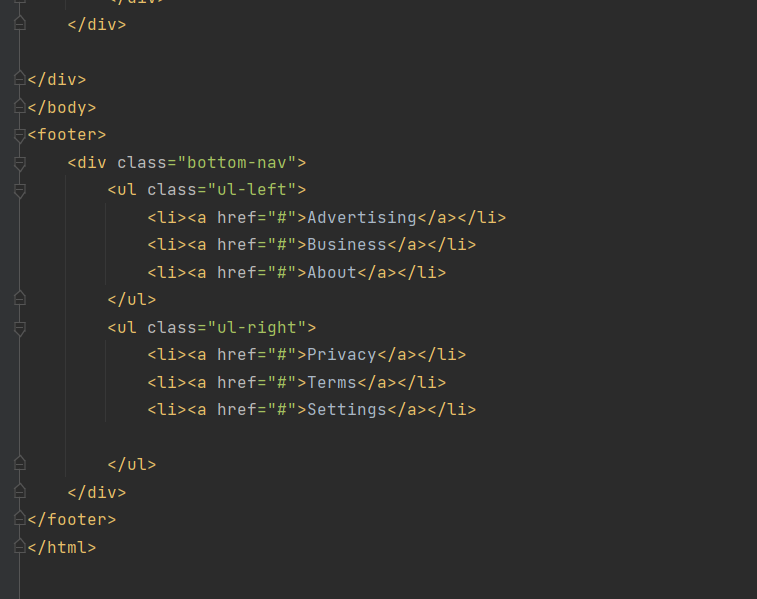 </div>
    </div>

</div>
</body>
<footer>
    <div class="bottom-nav">
        <ul class="ul-left">
            <li><a href="#">Advertising</a></li>
            <li><a href="#">Business</a></li>
            <li><a href="#">About</a></li>
        </ul>
        <ul class="ul-right">
            <li><a href="#">Privacy</a></li>
            <li><a href="#">Terms</a></li>
            <li><a href="#">Settings</a></li>

        </ul>
    </div>
</footer>
</html>